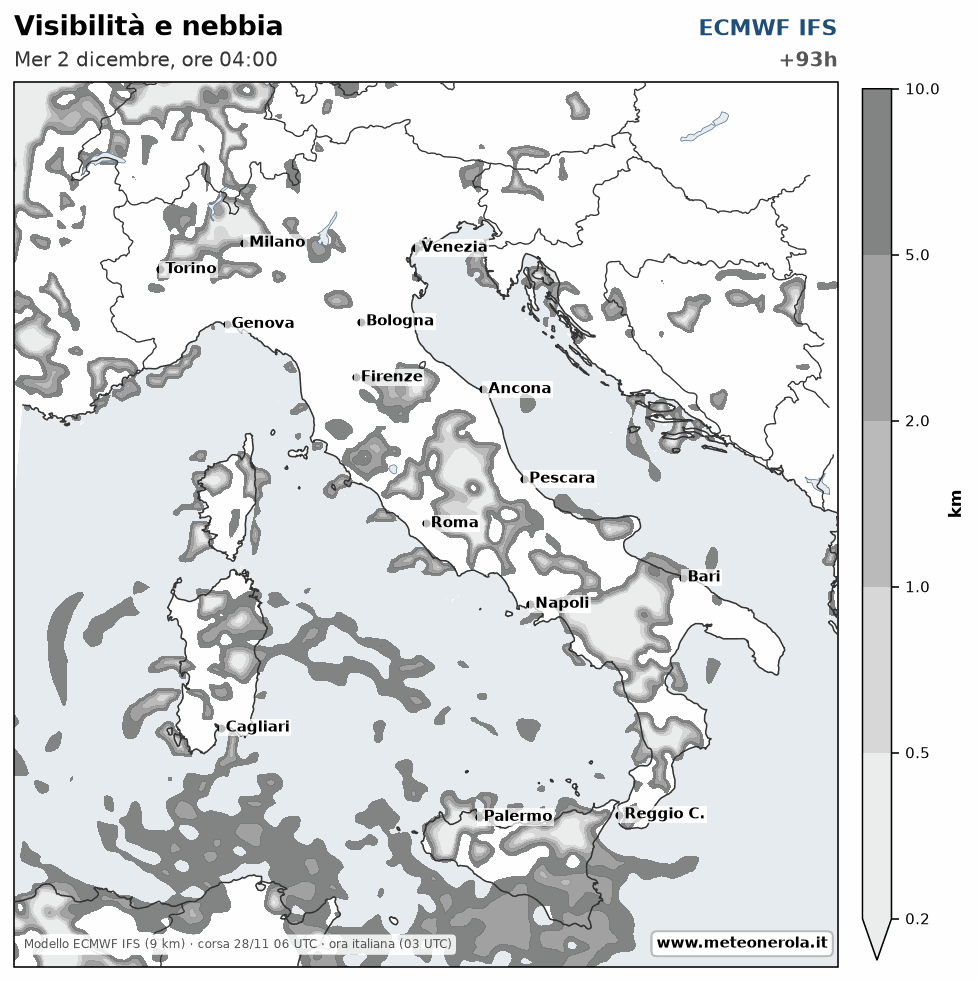 Visibilità e nebbia
ECMWF IFS
Mer 2 dicembre, ore 04:00
+93h
10.0
5.0
2.0
1.0
0.5
0.2
km
Milano
Venezia
Torino
Genova
Bologna
Firenze
Ancona
Pescara
Roma
Bari
Napoli
Cagliari
Palermo
Reggio C.
Modello ECMWF IFS (9 km) · corsa 28/11 06 UTC · ora italiana (03 UTC)
www.meteonerola.it